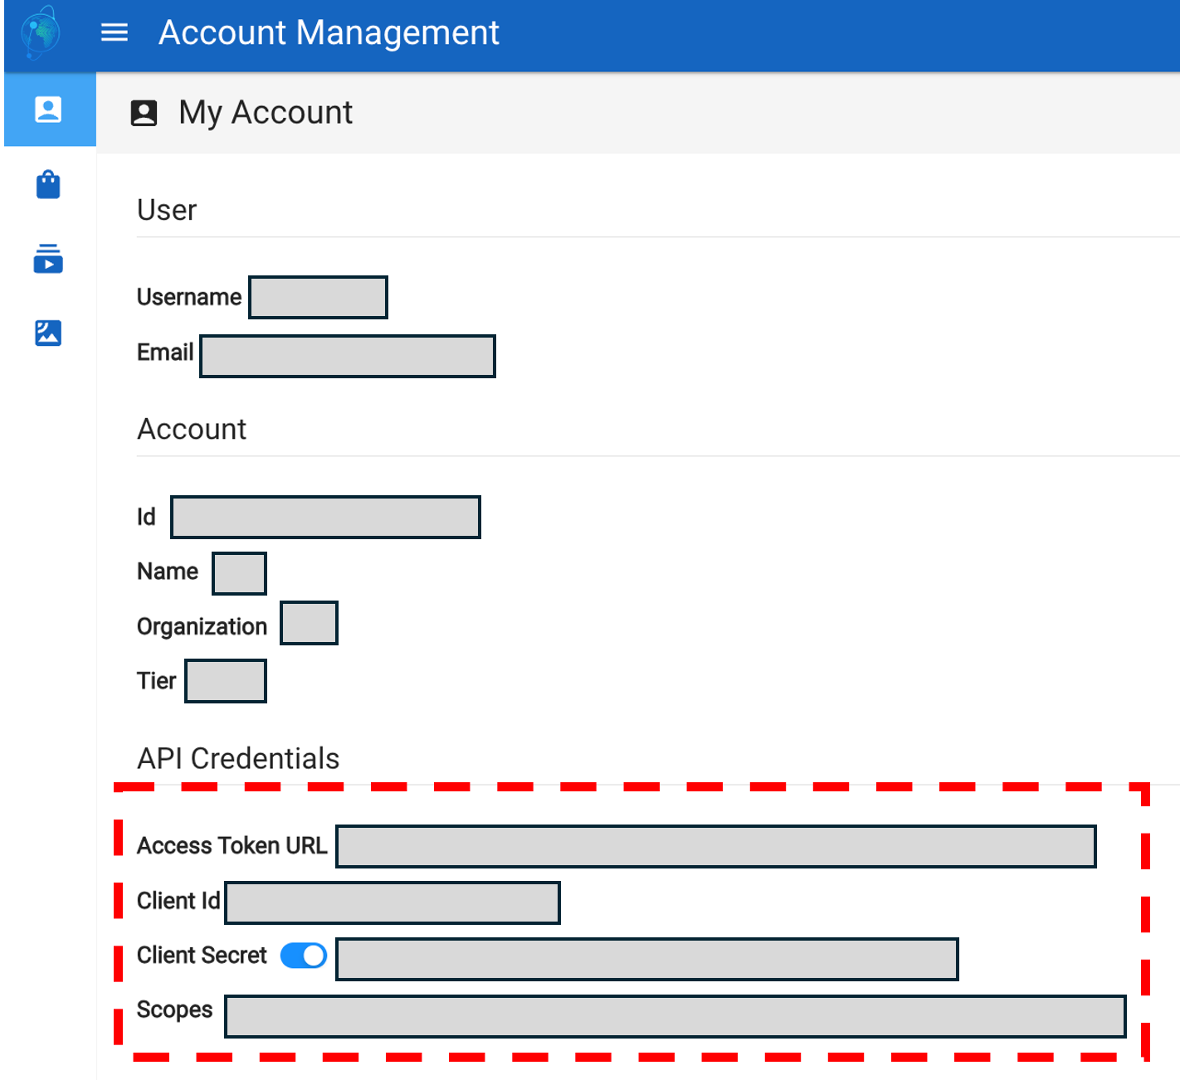 Account Management
My Account
User
Username
Email
Account
Id
Name
Organization
Tier
API Credentials
Access Token URL
Client Id
Client Secret
Scopes